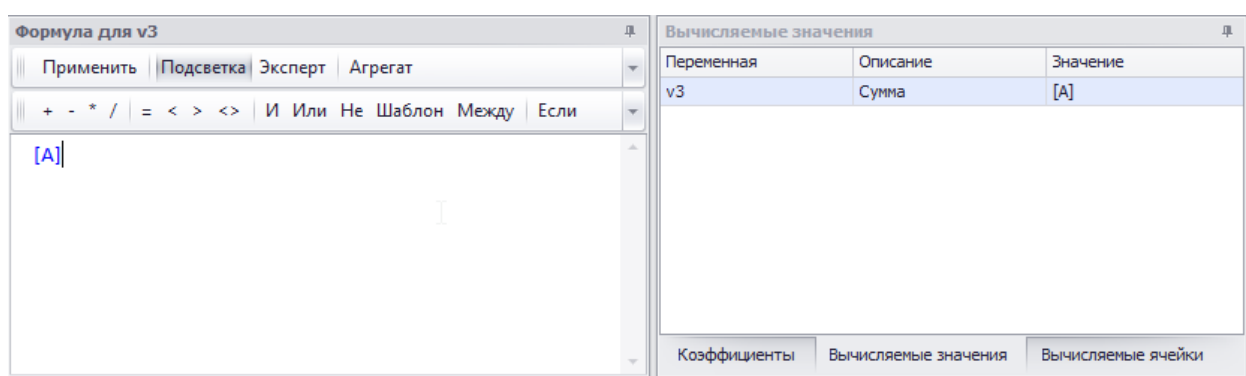 Формула для v3
Применить Подсветка Эксперт Агрегат
+ - * / = < > <> И Или Не Шаблон Между Если
[A]
Вычисляемые значения
Переменная Описание Значение
v3 Сумма [A]
Коэффициенты Вычисляемые значения Вычисляемые ячейки